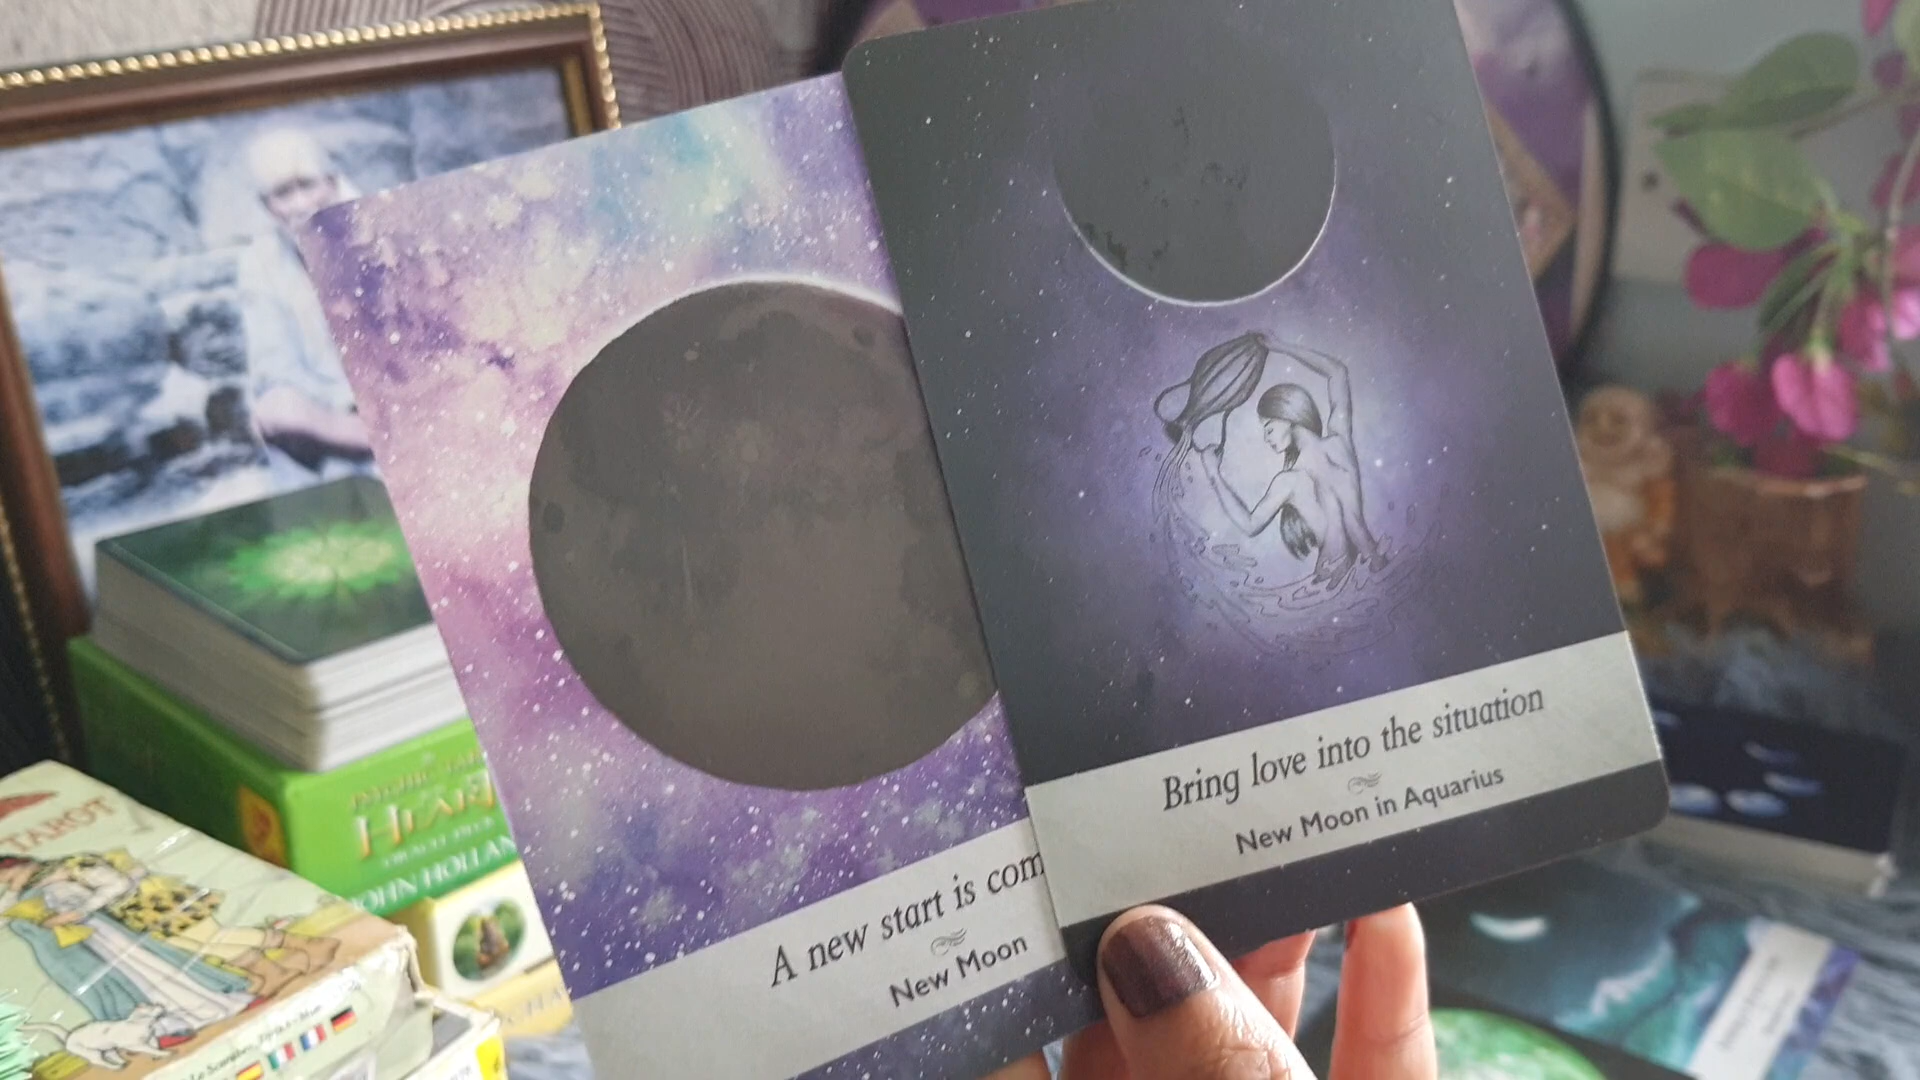 A new start is com
New Moon
Bring love into the situation
New Moon in Aquarius
TAROT
HEART
JOHN HOLLAN